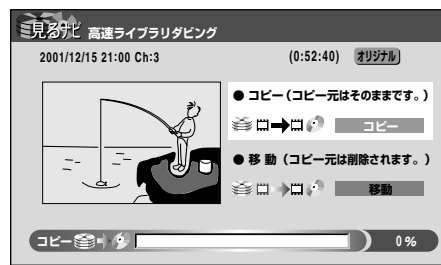 見るナビ 高速ライブラリダビング
2001/12/15 21:00 Ch:3 (0:52:40) オリジナル
● コピー(コピー元はそのままです。)
コピー
● 移 動(コピー元は削除されます。)
移動
コピー 0%